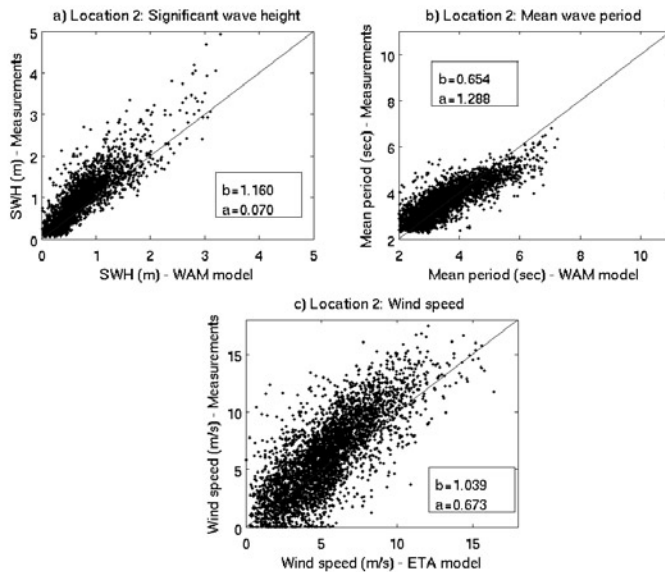 a) Location 2: Significant wave height
5
4
3
2
1
0
0 1 2 3 4 5
SWH (m) - Measurements
SWH (m) - WAM model
b=1.160
a=0.070
b) Location 2: Mean wave period
10
8
6
4
2
2 4 6 8 10
Mean period (sec) - Measurements
Mean period (sec) - WAM model
b=0.654
a=1.288
c) Location 2: Wind speed
15
10
5
0
0 5 10 15
Wind speed (m/s) - Measurements
Wind speed (m/s) - ETA model
b=1.039
a=0.673